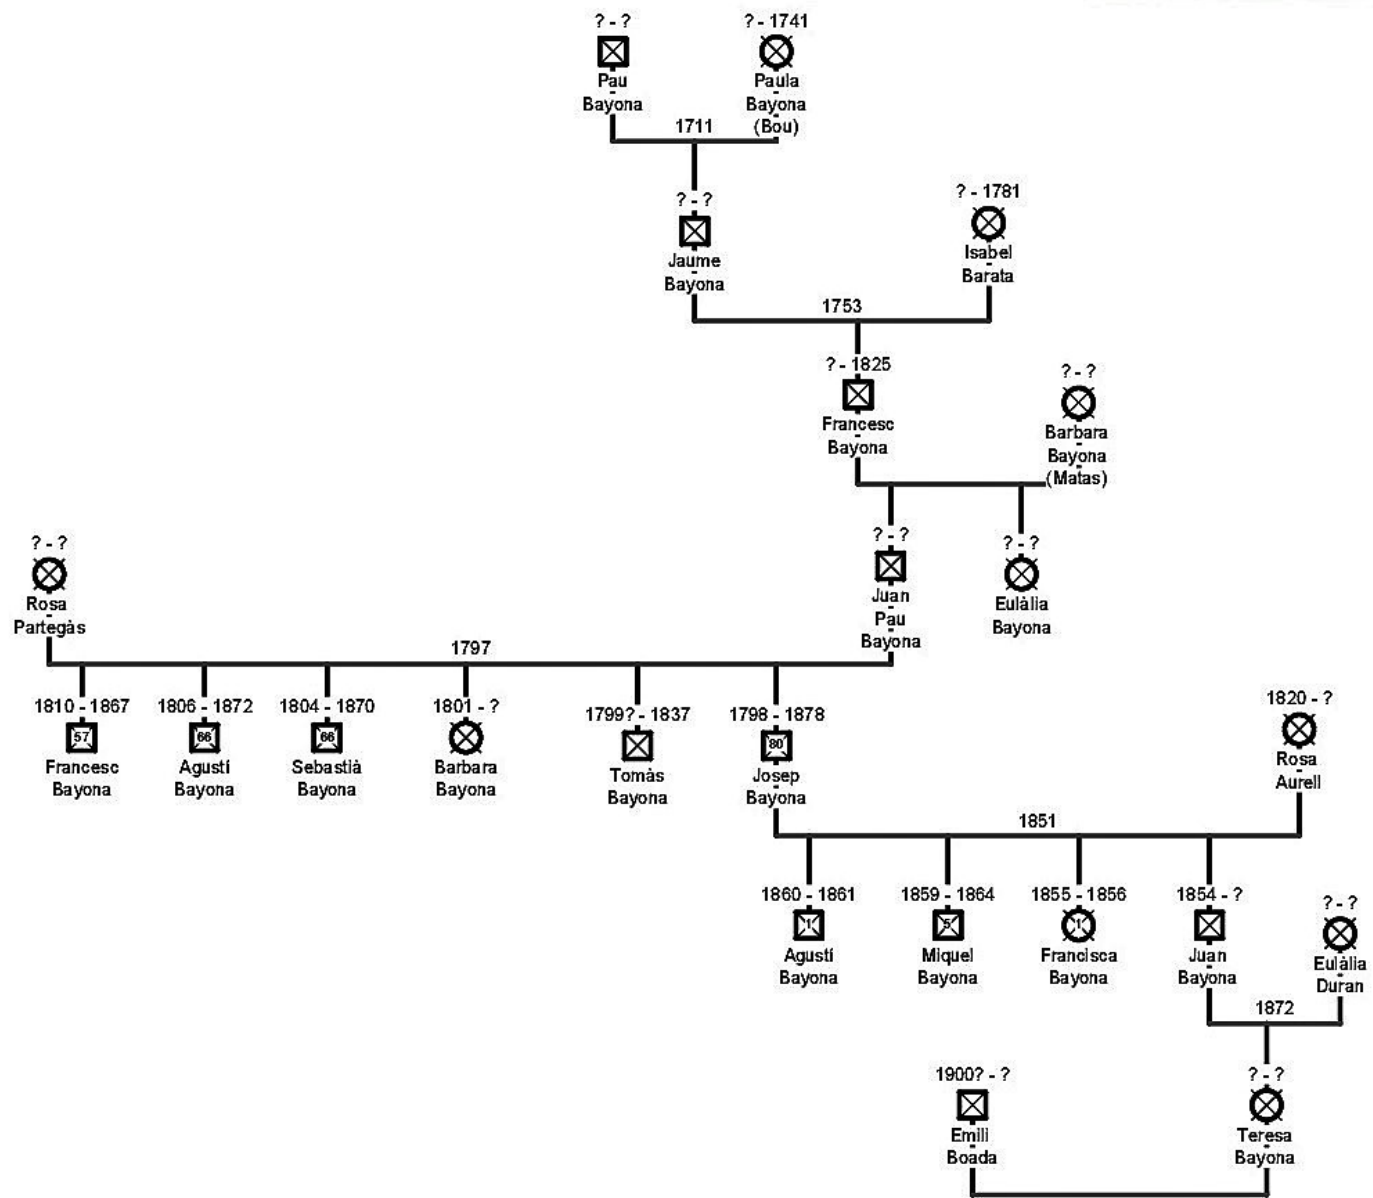 ? - ?
? - 1741
Pau
Bayona
Paula
Bayona
(Bou)
1711
? - ?
Jaume
Bayona
? - 1781
Isabel
Barata
1753
? - 1825
Francesc
Bayona
? - ?
Barbara
Bayona
(Matas)
? - ?
Rosa
Partegàs
? - ?
Juan
Pau
Bayona
? - ?
Eulàlia
Bayona
1797
1810 - 1867
57
Francesc
Bayona
1806 - 1872
66
Agustí
Bayona
1804 - 1870
66
Sebastià
Bayona
1801 - ?
Barbara
Bayona
1799? - 1837
Tomàs
Bayona
1798 - 1878
80
Josep
Bayona
1820 - ?
Rosa
Aurell
1851
1860 - 1861
1
Agustí
Bayona
1859 - 1864
5
Miquel
Bayona
1855 - 1856
1
Francisca
Bayona
1854 - ?
Juan
Bayona
? - ?
Eulàlia
Duran
1872
1900? - ?
Emili
Boada
? - ?
Teresa
Bayona